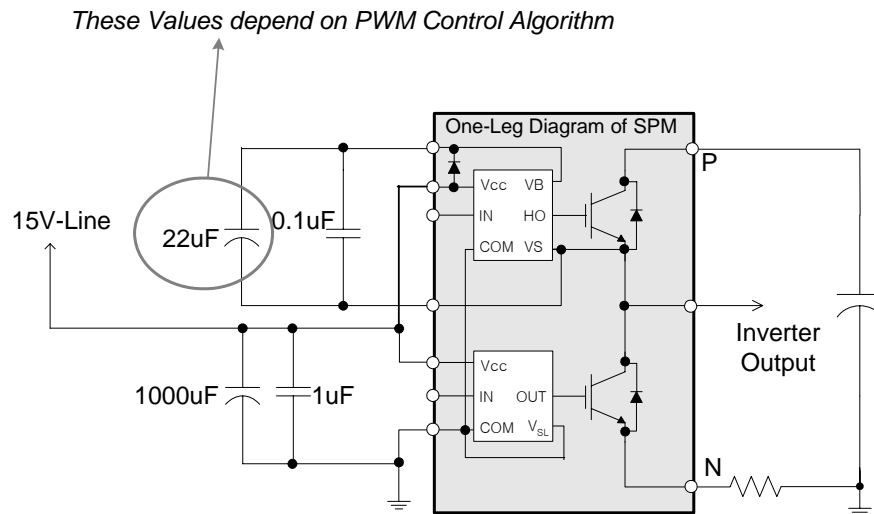 These Values depend on PWM Control Algorithm
One-Leg Diagram of SPM
P
Vcc VB
15V-Line
22uF
0.1uF
IN HO
COM VS
Inverter
Output
Vcc
1000uF
1uF
IN OUT
COM VSL
N